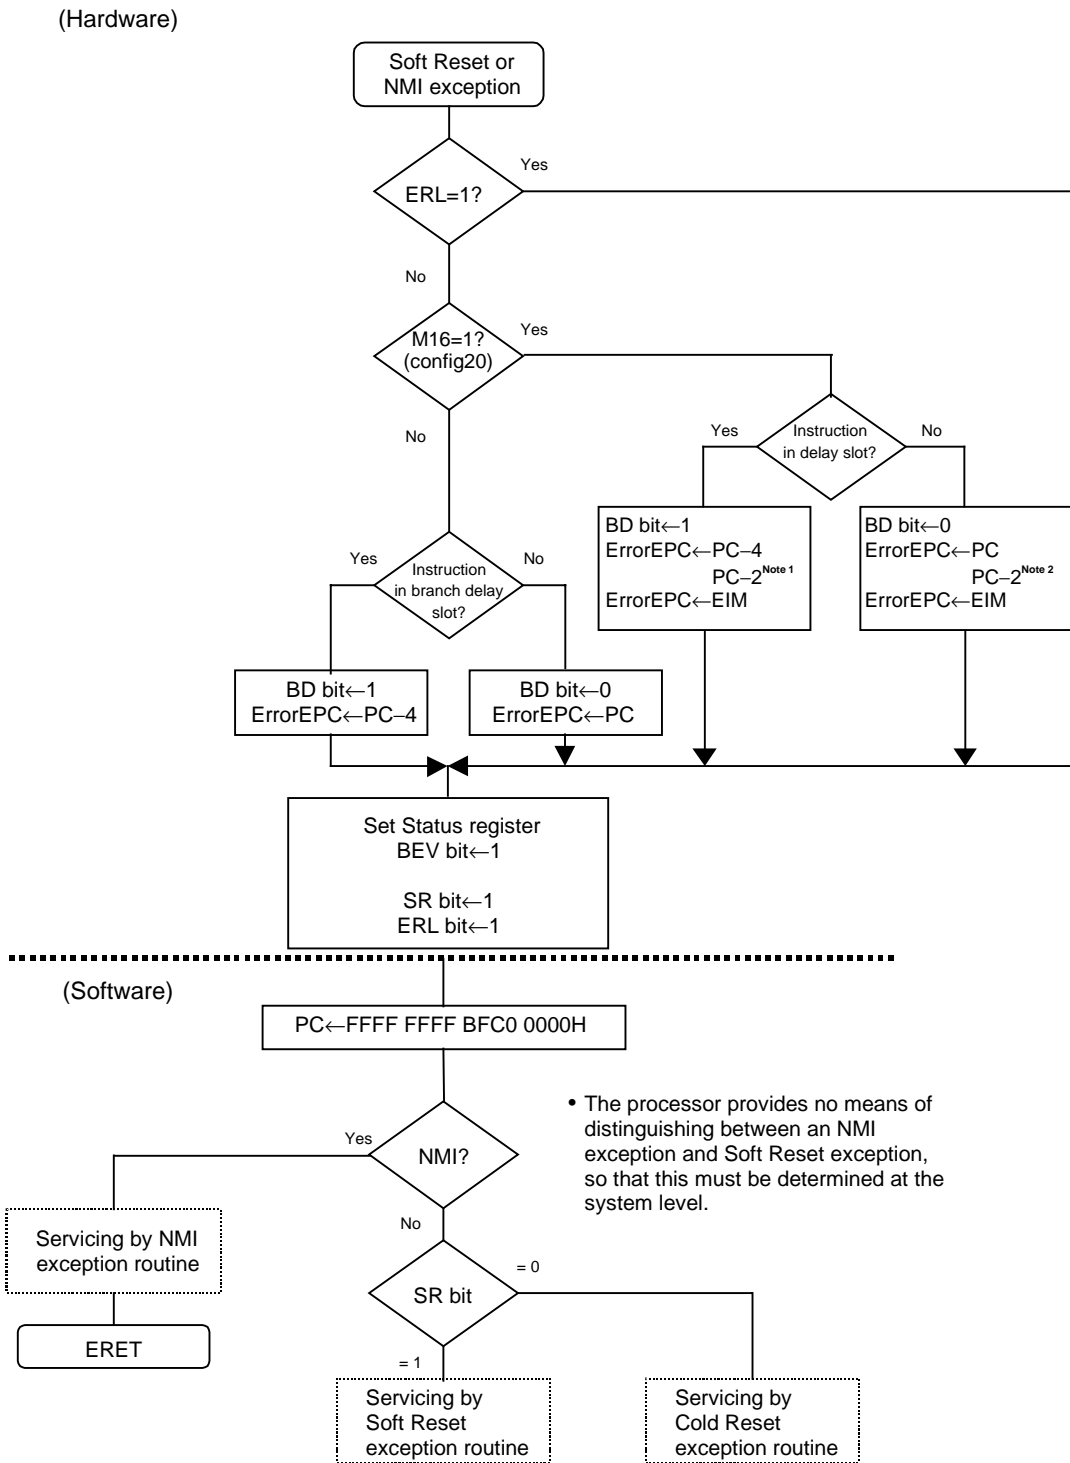 (Hardware)
Soft Reset or
NMI exception
ERL=1?
Yes
No
M16=1?
(config20)
Yes
No
Instruction
in delay slot?
Yes
No
BD bit←1
ErrorEPC←PC–4
PC–2Note 1
ErrorEPC←EIM
BD bit←0
ErrorEPC←PC
PC–2Note 2
ErrorEPC←EIM
Instruction
in branch delay
slot?
Yes
No
BD bit←1
ErrorEPC←PC–4
BD bit←0
ErrorEPC←PC
Set Status register
BEV bit←1
SR bit←1
ERL bit←1
(Software)
PC←FFFF FFFF BFC0 0000H
• The processor provides no means of
distinguishing between an NMI
exception and Soft Reset exception,
so that this must be determined at the
system level.
NMI?
Yes
No
Servicing by NMI
exception routine
ERET
SR bit
= 0
= 1
Servicing by
Soft Reset
exception routine
Servicing by
Cold Reset
exception routine